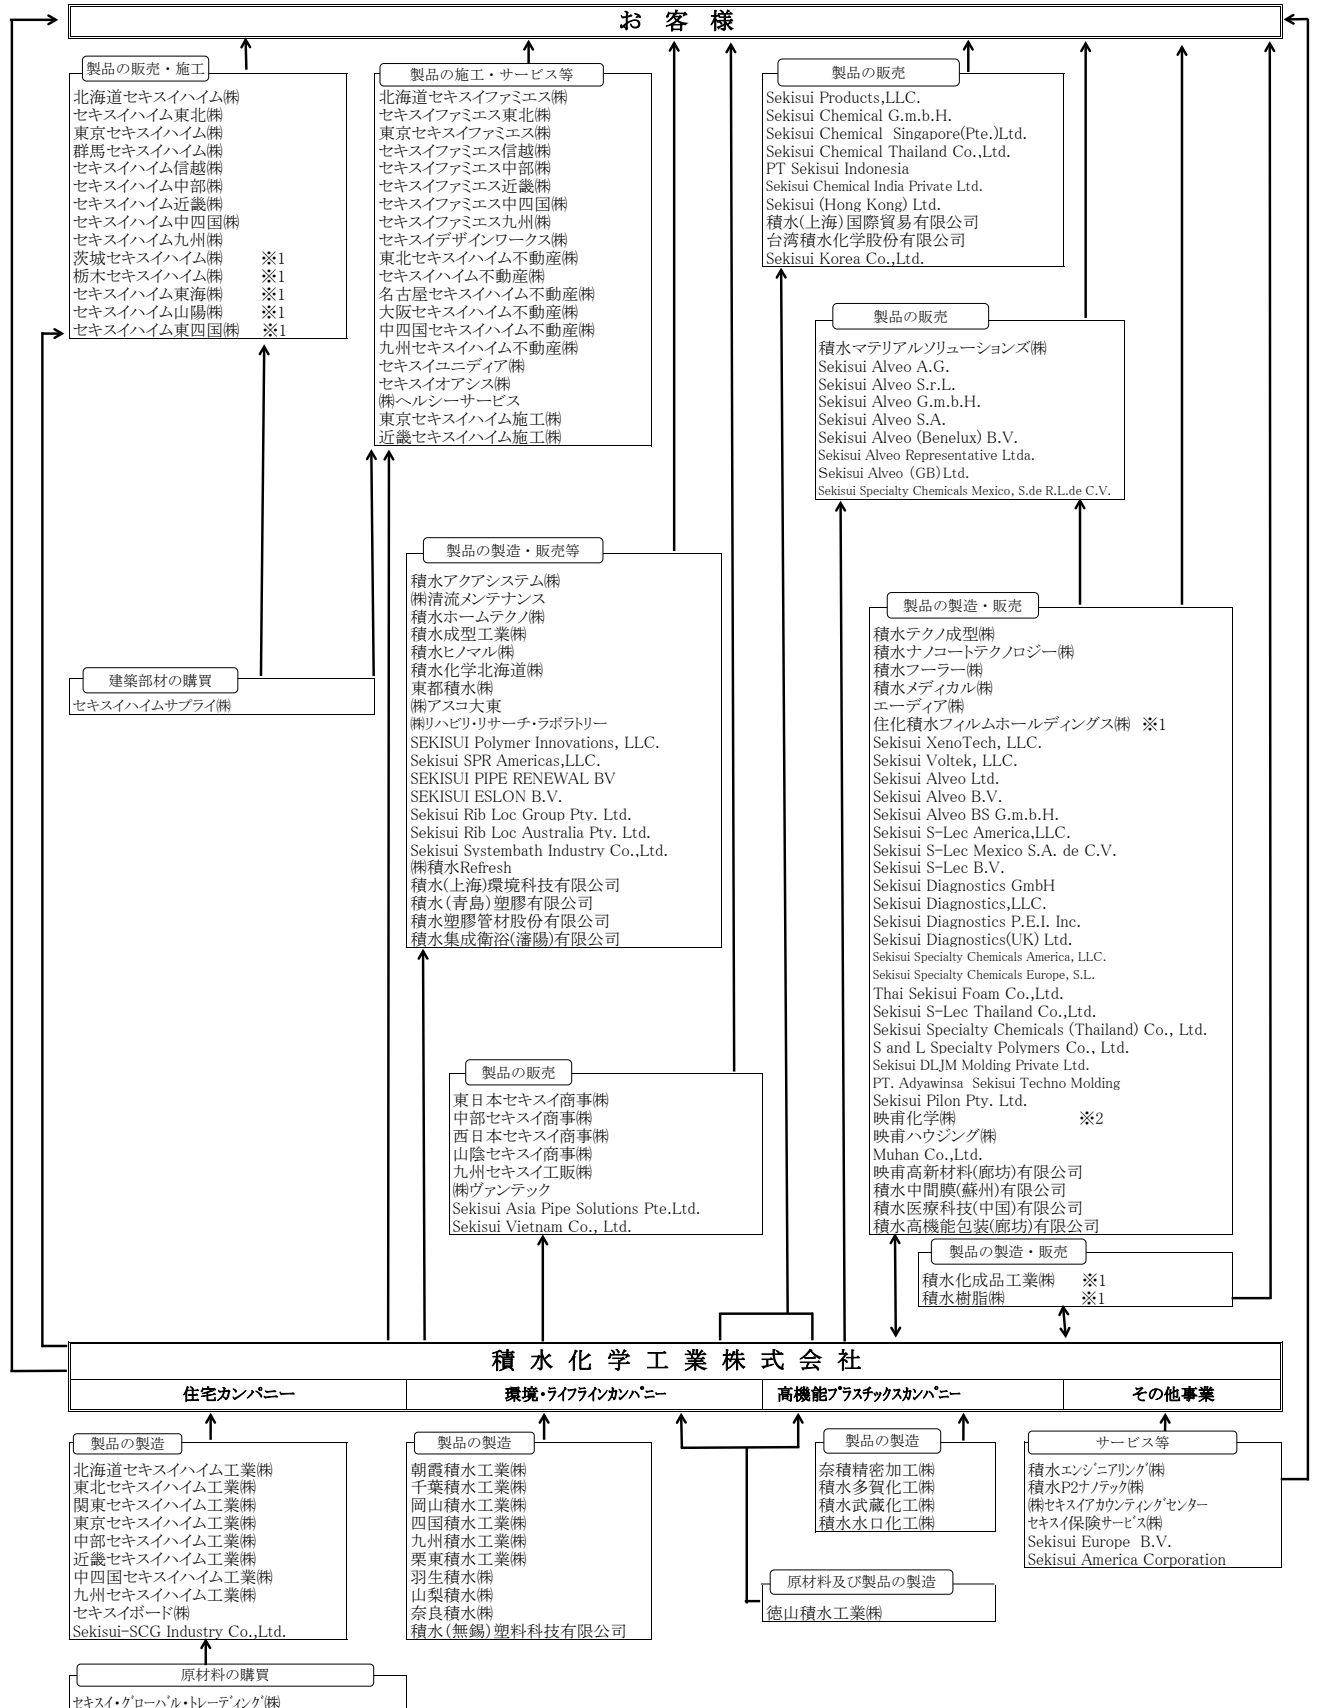 お 客 様
製品の販売・施工
北海道セキスイハイム㈱
セキスイハイム東北㈱
東京セキスイハイム㈱
群馬セキスイハイム㈱
セキスイハイム信越㈱
セキスイハイム中部㈱
セキスイハイム近畿㈱
セキスイハイム中四国㈱
セキスイハイム九州㈱
茨城セキスイハイム㈱ ※1
栃木セキスイハイム㈱ ※1
セキスイハイム東海㈱ ※1
セキスイハイム山陽㈱ ※1
セキスイハイム東四国㈱ ※1
製品の施工・サービス等
北海道セキスイファミエス㈱
セキスイファミエス東北㈱
東京セキスイファミエス㈱
セキスイファミエス信越㈱
セキスイファミエス中部㈱
セキスイファミエス近畿㈱
セキスイファミエス中四国㈱
セキスイファミエス九州㈱
セキスイデザインワークス㈱
東北セキスイハイム不動産㈱
セキスイハイム不動産㈱
名古屋セキスイハイム不動産㈱
大阪セキスイハイム不動産㈱
中四国セキスイハイム不動産㈱
九州セキスイハイム不動産㈱
セキスイユニディア㈱
セキスイオアシス㈱
㈱ヘルシーサービス
東京セキスイハイム施工㈱
近畿セキスイハイム施工㈱
製品の販売
Sekisui Products,LLC.
Sekisui Chemical G.m.b.H.
Sekisui Chemical Singapore(Pte.)Ltd.
Sekisui Chemical Thailand Co.,Ltd.
PT Sekisui Indonesia
Sekisui Chemical India Private Ltd.
Sekisui (Hong Kong) Ltd.
積水(上海)国際貿易有限公司
台湾積水化学股份有限公司
Sekisui Korea Co.,Ltd.
製品の販売
積水マテリアルソリューションズ㈱
Sekisui Alveo A.G.
Sekisui Alveo S.r.L.
Sekisui Alveo G.m.b.H.
Sekisui Alveo S.A.
Sekisui Alveo (Benelux) B.V.
Sekisui Alveo Representative Ltda.
Sekisui Alveo (GB)Ltd.
Sekisui Specialty Chemicals Mexico, S.de R.L.de C.V.
建築部材の購買
セキスイハイムサプライ㈱
製品の製造・販売等
積水アクアシステム㈱
㈱清流メンテナンス
積水ホームテクノ㈱
積水成型工業㈱
積水ヒノマル㈱
積水化学北海道㈱
東都積水㈱
㈱アスコ大東
㈱リハビリ・リサーチ・ラボラトリー
SEKISUI Polymer Innovations, LLC.
Sekisui SPR Americas,LLC.
SEKISUI PIPE RENEWAL BV
SEKISUI ESLON B.V.
Sekisui Rib Loc Group Pty. Ltd.
Sekisui Rib Loc Australia Pty. Ltd.
Sekisui Systembath Industry Co.,Ltd.
㈱積水Refresh
積水(上海)環境科技有限公司
積水(青島)塑膠有限公司
積水塑膠管材股份有限公司
積水集成衛浴(瀋陽)有限公司
製品の製造・販売
積水テクノ成型㈱
積水ナノコートテクノロジー㈱
積水フーラー㈱
積水メディカル㈱
エーディア㈱
住化積水フィルムホールディングス㈱ ※1
Sekisui XenoTech, LLC.
Sekisui Voltek, LLC.
Sekisui Alveo Ltd.
Sekisui Alveo B.V.
Sekisui Alveo BS G.m.b.H.
Sekisui S-Lec America,LLC.
Sekisui S-Lec Mexico S.A. de C.V.
Sekisui S-Lec B.V.
Sekisui Diagnostics GmbH
Sekisui Diagnostics,LLC.
Sekisui Diagnostics P.E.I. Inc.
Sekisui Diagnostics(UK) Ltd.
Sekisui Specialty Chemicals America, LLC.
Sekisui Specialty Chemicals Europe, S.L.
Thai Sekisui Foam Co.,Ltd.
Sekisui S-Lec Thailand Co.,Ltd.
Sekisui Specialty Chemicals (Thailand) Co., Ltd.
S and L Specialty Polymers Co., Ltd.
Sekisui DLJM Molding Private Ltd.
PT. Adyawinsa Sekisui Techno Molding
Sekisui Pilon Pty. Ltd.
映甫化学㈱ ※2
映甫ハウジング㈱
Muhan Co.,Ltd.
映甫高新材料(廊坊)有限公司
積水中間膜(蘇州)有限公司
積水医療科技(中国)有限公司
積水高機能包装(廊坊)有限公司
製品の販売
東日本セキスイ商事㈱
中部セキスイ商事㈱
西日本セキスイ商事㈱
山陰セキスイ商事㈱
九州セキスイ工販㈱
㈱ヴァンテック
Sekisui Asia Pipe Solutions Pte.Ltd.
Sekisui Vietnam Co., Ltd.
製品の製造・販売
積水化成品工業㈱ ※1
積水樹脂㈱ ※1
積 水 化 学 工 業 株 式 会 社
住宅カンパニー 環境・ライフラインカンパニー 高機能プラスチックスカンパニー その他事業
製品の製造
北海道セキスイハイム工業㈱
東北セキスイハイム工業㈱
関東セキスイハイム工業㈱
東京セキスイハイム工業㈱
中部セキスイハイム工業㈱
近畿セキスイハイム工業㈱
中四国セキスイハイム工業㈱
九州セキスイハイム工業㈱
セキスイボード㈱
Sekisui-SCG Industry Co.,Ltd.
原材料の購買
セキスイ・グローバル・トレーディング㈱
製品の製造
朝霞積水工業㈱
千葉積水工業㈱
岡山積水工業㈱
四国積水工業㈱
九州積水工業㈱
栗東積水工業㈱
羽生積水㈱
山梨積水㈱
奈良積水㈱
積水(無錫)塑料科技有限公司
製品の製造
奈積精密加工㈱
積水多賀化工㈱
積水武蔵化工㈱
積水水口化工㈱
原材料及び製品の製造
徳山積水工業㈱
サービス等
積水エンジニアリング㈱
積水P2ナノテック㈱
㈱セキスイアカウンティングセンター
セキスイ保険サービス㈱
Sekisui Europe B.V.
Sekisui America Corporation